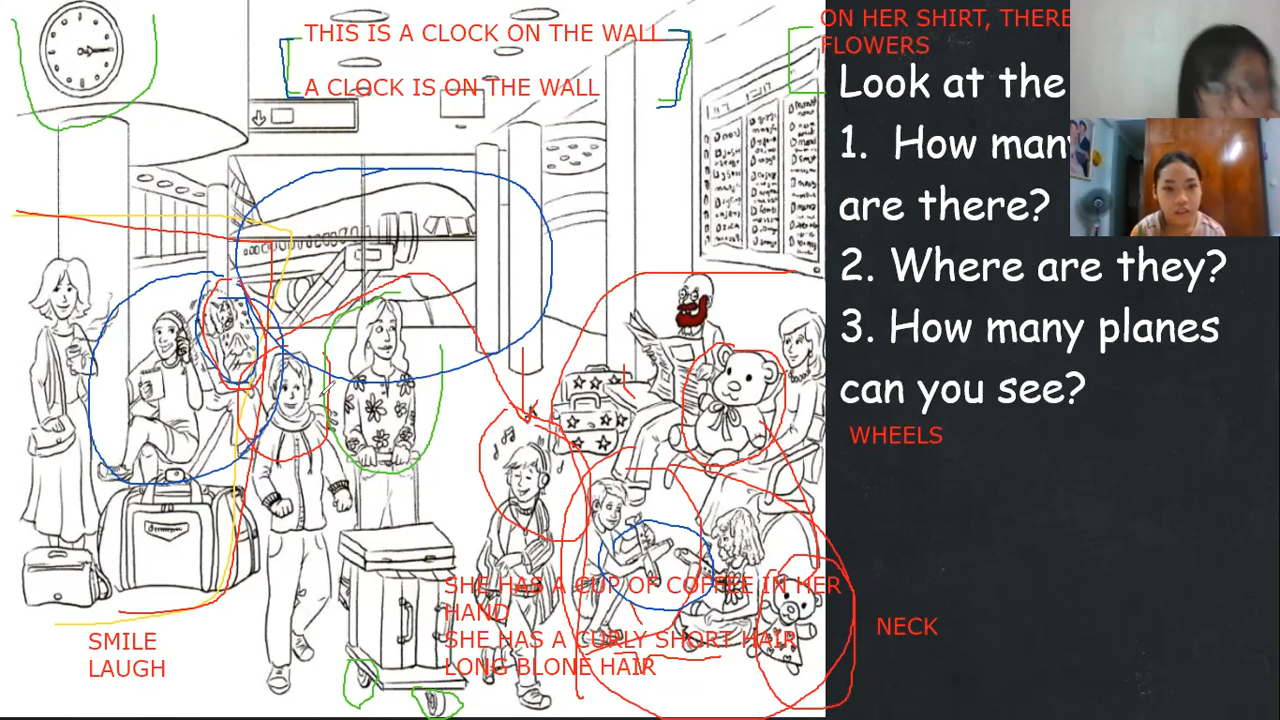 THIS IS A CLOCK ON THE WALL
A CLOCK IS ON THE WALL
ON HER SHIRT, THERE
FLOWERS
Look at the
1. How many
are there?
2. Where are they?
3. How many planes
can you see?
WHEELS
SHE HAS A CUP OF COFFEE IN HER
HAND
SHE HAS A CURLY SHORT HAIR
LONG BLONE HAIR
NECK
SMILE
LAUGH